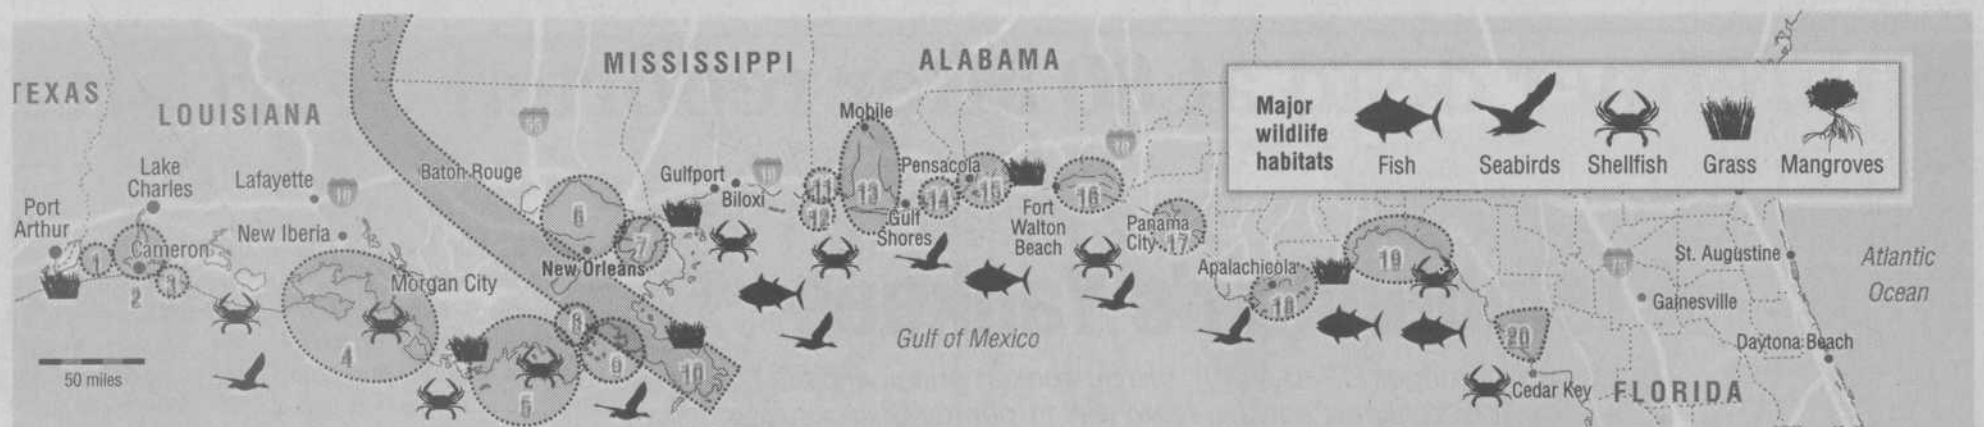 MISSISSIPPI
ALABAMA
TEXAS
LOUISIANA
Major
wildlife
habitats
Fish
Seabirds
Shellfish
Grass
Mangroves
Mobile
Lake
Charles
Lafayette
10
Baton Rouge
Gulfport
Biloxi
10
Pensacola
10
Port
Arthur
New Iberia
Cameron
Morgan City
New Orleans
Gulf
Shores
Fort
Walton
Beach
Panama
City
Apalachicola
St. Augustine
Atlantic
Ocean
Gainesville
Gulf of Mexico
Daytona Beach
Cedar Key
FLORIDA
50 miles
1
2
3
4
5
6
7
8
9
10
11
12
13
14
15
16
17
18
19
20